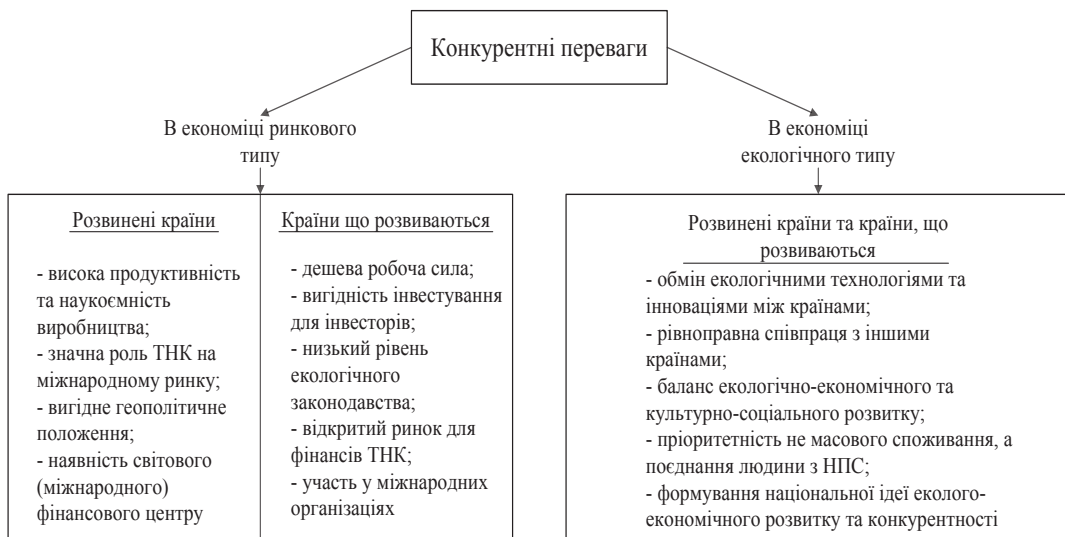 Конкурентні переваги
В економіці ринкового
типу
В економіці
екологічного типу
Розвинені країни
- висока продуктивність
та наукоємність
виробництва;
- значна роль ТНК на
міжнародному ринку;
- вигідне геополітичне
положення;
- наявність світового
(міжнародного)
фінансового центру
Країни що розвиваються
- дешева робоча сила;
- вигідність інвестування
для інвесторів;
- низький рівень
екологічного
законодавства;
- відкритий ринок для
фінансів ТНК;
- участь у міжнародних
організаціях
Розвинені країни та країни, що
розвиваються
- обмін екологічними технологіями та
інноваціями між країнами;
- рівноправна співпраця з іншими
країнами;
- баланс екологічно-економічного та
культурно-соціального розвитку;
- пріоритетність не масового споживання, а
поєднання людини з НПС;
- формування національної ідеї еколого-
економічного розвитку та конкурентності